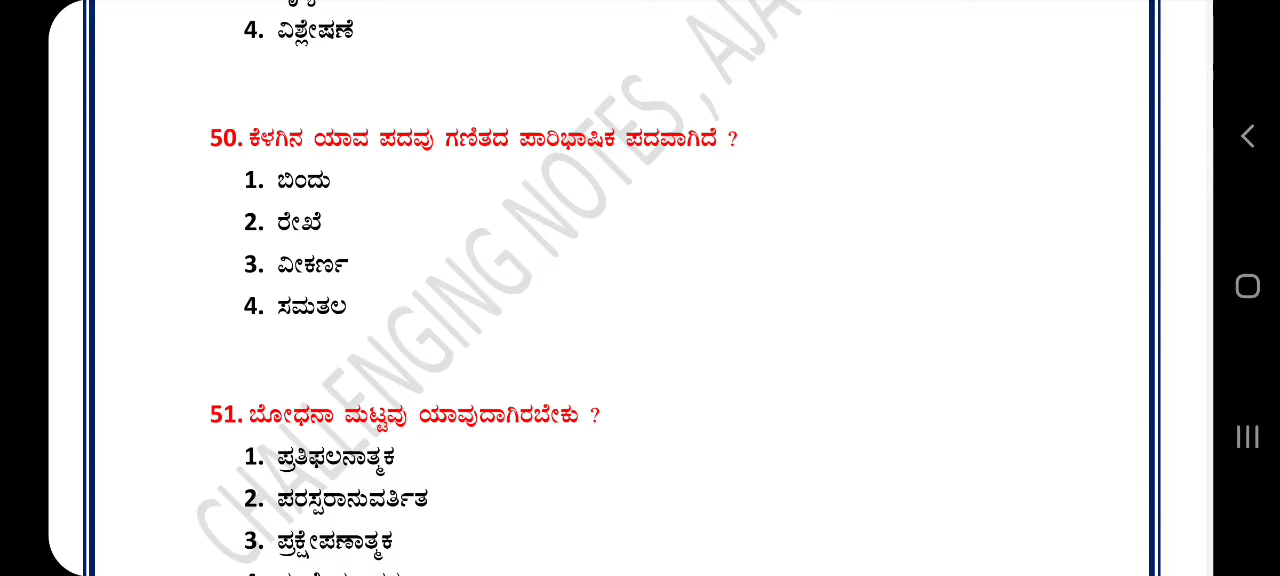 4. ವಿಶ್ಲೇಷಣೆ
50. ಕೆಳಗಿನ ಯಾವ ಪದವು ಗಣಿತದ ಪಾರಿಭಾಷಿಕ ಪದವಾಗಿದೆ ?
1. ಬಿಂದು
2. ರೇಖೆ
3. ವೀಕರ್ಣ
4. ಸಮತಲ
51. ಬೋಧನಾ ಮಟ್ಟವು ಯಾವುದಾಗಿರಬೇಕು ?
1. ಪ್ರತಿಫಲನಾತ್ಮಕ
2. ಪರಸ್ಪರಾನುವರ್ತಿತ
3. ಪ್ರಕ್ಷೇಪಣಾತ್ಮಕ
CHALLENGING NOTES,